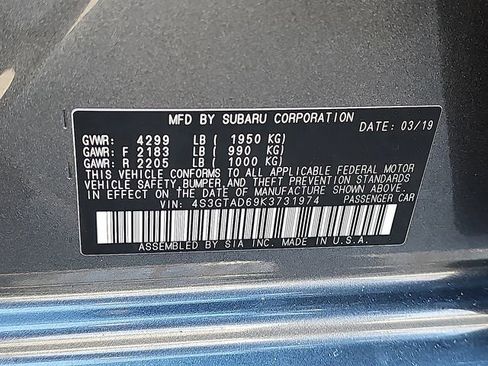 MFD BY SUBARU CORPORATION
DATE: 03/19
GVWR: 4299 LB ( 1950 KG)
GAWR: F 2183 LB ( 990 KG)
GAWR: R 2205 LB ( 1000 KG)
THIS VEHICLE CONFORMS TO ALL APPLICABLE FEDERAL MOTOR
VEHICLE SAFETY, BUMPER, AND THEFT PREVENTION STANDARDS
IN EFFECT ON THE DATE OF MANUFACTURE SHOWN ABOVE.
VIN: 4S3GTAD69K3731974 PASSENGER CAR
ASSEMBLED BY SIA INC. MADE IN U.S.A.